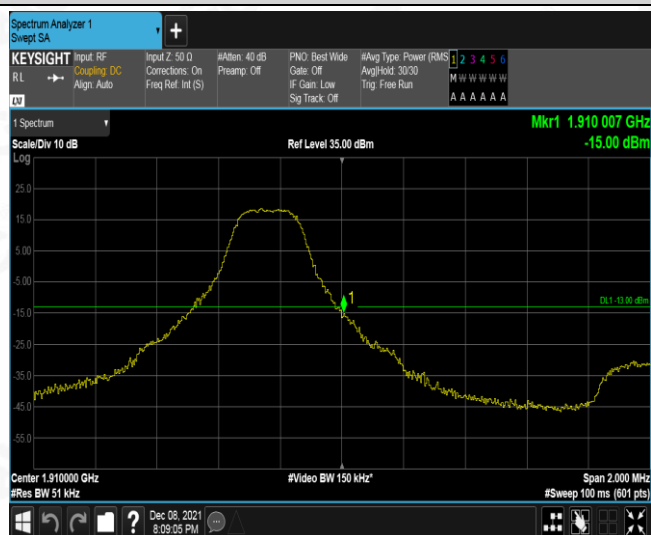 Spectrum Analyzer 1
Swept SA
+
KEYSIGHT
RL
LXI
Input: RF
Coupling: DC
Align: Auto
Input Z: 50 Ω
Corrections: On
Freq Ref: Int (S)
#Atten: 40 dB
Preamp: Off
PNO: Best Wide
Gate: Off
IF Gain: Low
Sig Track: Off
#Avg Type: Power (RMS
Avg|Hold: 30/30
Trig: Free Run
1 2 3 4 5 6
M W W W W W
A A A A A A
1 Spectrum
Scale/Div 10 dB
Ref Level 35.00 dBm
Mkr1 1.910 007 GHz
-15.00 dBm
Log
25.0
15.0
5.00
-5.00
-15.0
-25.0
-35.0
-45.0
-55.0
1
DL1 -13.00 dBm
Center 1.910000 GHz
#Video BW 150 kHz*
Span 2.000 MHz
#Res BW 51 kHz
#Sweep 100 ms (601 pts)
?
Dec 08, 2021
8:09:05 PM